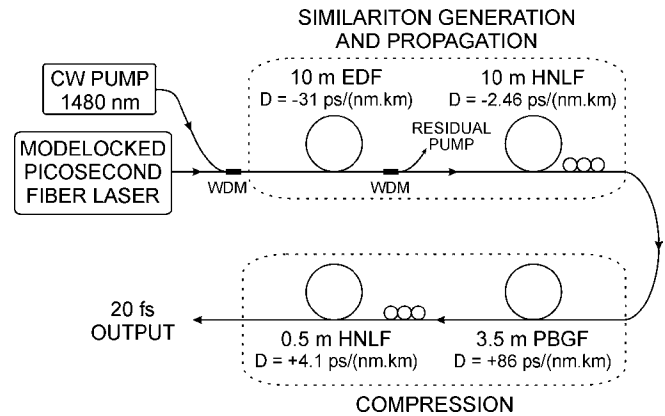 SIMILARITON GENERATION
AND PROPAGATION
CW PUMP
1480 nm
10 m EDF
D = -31 ps/(nm.km)
10 m HNLF
D = -2.46 ps/(nm.km)
RESIDUAL
PUMP
MODELOCKED
PICOSECOND
FIBER LASER
WDM
WDM
20 fs
OUTPUT
0.5 m HNLF
D = +4.1 ps/(nm.km)
3.5 m PBGF
D = +86 ps/(nm.km)
COMPRESSION